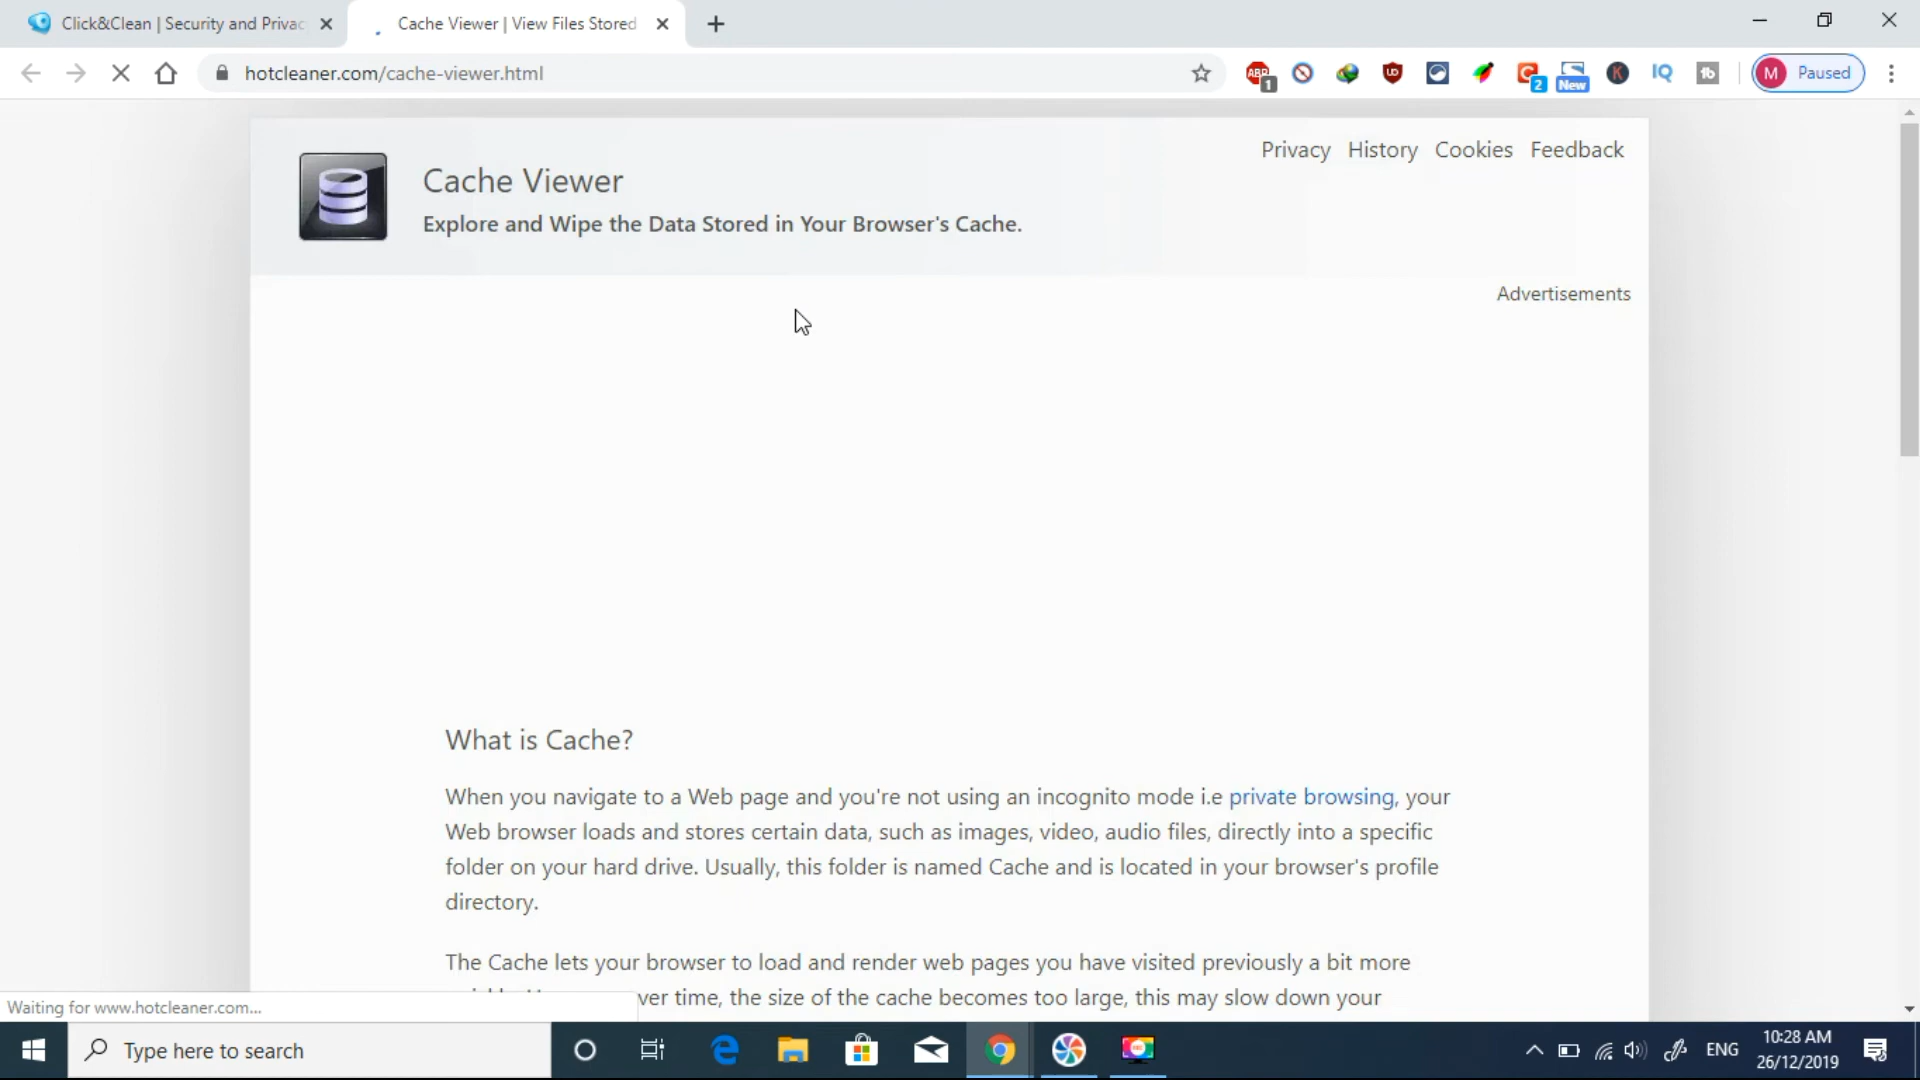 Click&Clean | Security and Privac
Cache Viewer | View Files Stored
hotcleaner.com/cache-viewer.html
ABP
1
UD
2
New
K
IQ
tb
M
Paused
Privacy History Cookies Feedback
Cache Viewer
Explore and Wipe the Data Stored in Your Browser's Cache.
Advertisements
What is Cache?
When you navigate to a Web page and you're not using an incognito mode i.e private browsing, your
Web browser loads and stores certain data, such as images, video, audio files, directly into a specific
folder on your hard drive. Usually, this folder is named Cache and is located in your browser's profile
directory.
The Cache lets your browser to load and render web pages you have visited previously a bit more
ver time, the size of the cache becomes too large, this may slow down your
Waiting for www.hotcleaner.com...
Type here to search
ENG
10:28 AM
26/12/2019